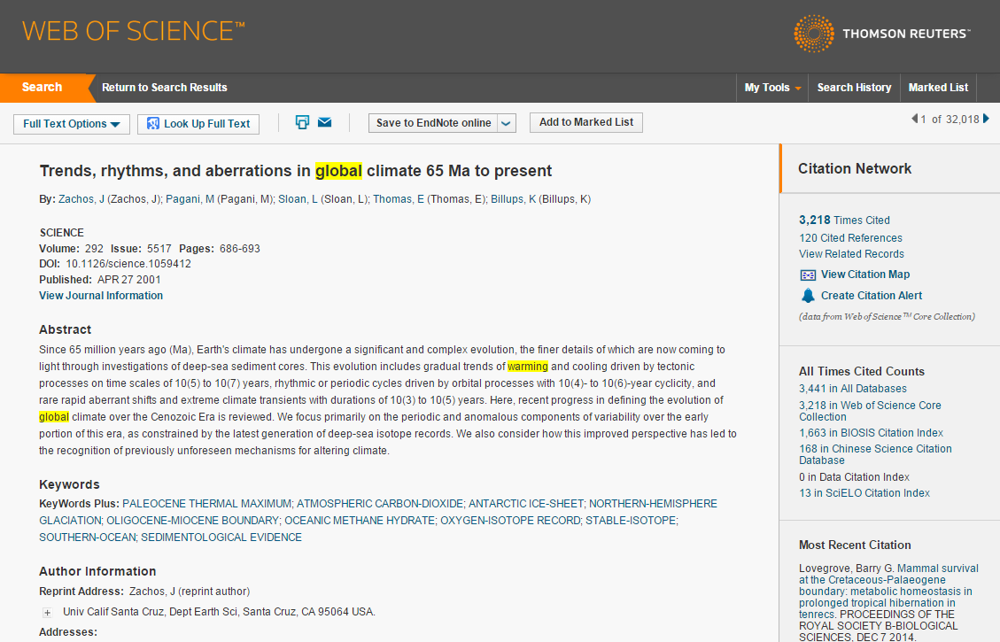 WEB OF SCIENCE™
THOMSON REUTERS™
Search
Return to Search Results
My Tools
Search History
Marked List
Full Text Options
Look Up Full Text
Save to EndNote online
Add to Marked List
1 of 32,018
Trends, rhythms, and aberrations in global climate 65 Ma to present
By: Zachos, J (Zachos, J); Pagani, M (Pagani, M); Sloan, L (Sloan, L); Thomas, E (Thomas, E); Billups, K (Billups, K)
SCIENCE
Volume: 292 Issue: 5517 Pages: 686-693
DOI: 10.1126/science.1059412
Published: APR 27 2001
View Journal Information
Abstract
Since 65 million years ago (Ma), Earth's climate has undergone a significant and complex evolution, the finer details of which are now coming to
light through investigations of deep-sea sediment cores. This evolution includes gradual trends of warming and cooling driven by tectonic
processes on time scales of 10(5) to 10(7) years, rhythmic or periodic cycles driven by orbital processes with 10(4)- to 10(6)-year cyclicity, and
rare rapid aberrant shifts and extreme climate transients with durations of 10(3) to 10(5) years. Here, recent progress in defining the evolution of
global climate over the Cenozoic Era is reviewed. We focus primarily on the periodic and anomalous components of variability over the early
portion of this era, as constrained by the latest generation of deep-sea isotope records. We also consider how this improved perspective has led to
the recognition of previously unforeseen mechanisms for altering climate.
Keywords
KeyWords Plus: PALEOCENE THERMAL MAXIMUM; ATMOSPHERIC CARBON-DIOXIDE; ANTARCTIC ICE-SHEET; NORTHERN-HEMISPHERE
GLACIATION; OLIGOCENE-MIOCENE BOUNDARY; OCEANIC METHANE HYDRATE; OXYGEN-ISOTOPE RECORD; STABLE-ISOTOPE;
SOUTHERN-OCEAN; SEDIMENTOLOGICAL EVIDENCE
Author Information
Reprint Address: Zachos, J (reprint author)
Univ Calif Santa Cruz, Dept Earth Sci, Santa Cruz, CA 95064 USA.
Addresses:
Citation Network
3,218 Times Cited
120 Cited References
View Related Records
View Citation Map
Create Citation Alert
(data from Web of Science™ Core Collection)
All Times Cited Counts
3,441 in All Databases
3,218 in Web of Science Core
Collection
1,663 in BIOSIS Citation Index
168 in Chinese Science Citation
Database
0 in Data Citation Index
13 in SciELO Citation Index
Most Recent Citation
Lovegrove, Barry G. Mammal survival
at the Cretaceous-Palaeogene
boundary: metabolic homeostasis in
prolonged tropical hibernation in
tenrecs. PROCEEDINGS OF THE
ROYAL SOCIETY B-BIOLOGICAL
SCIENCES, DEC 7 2014.